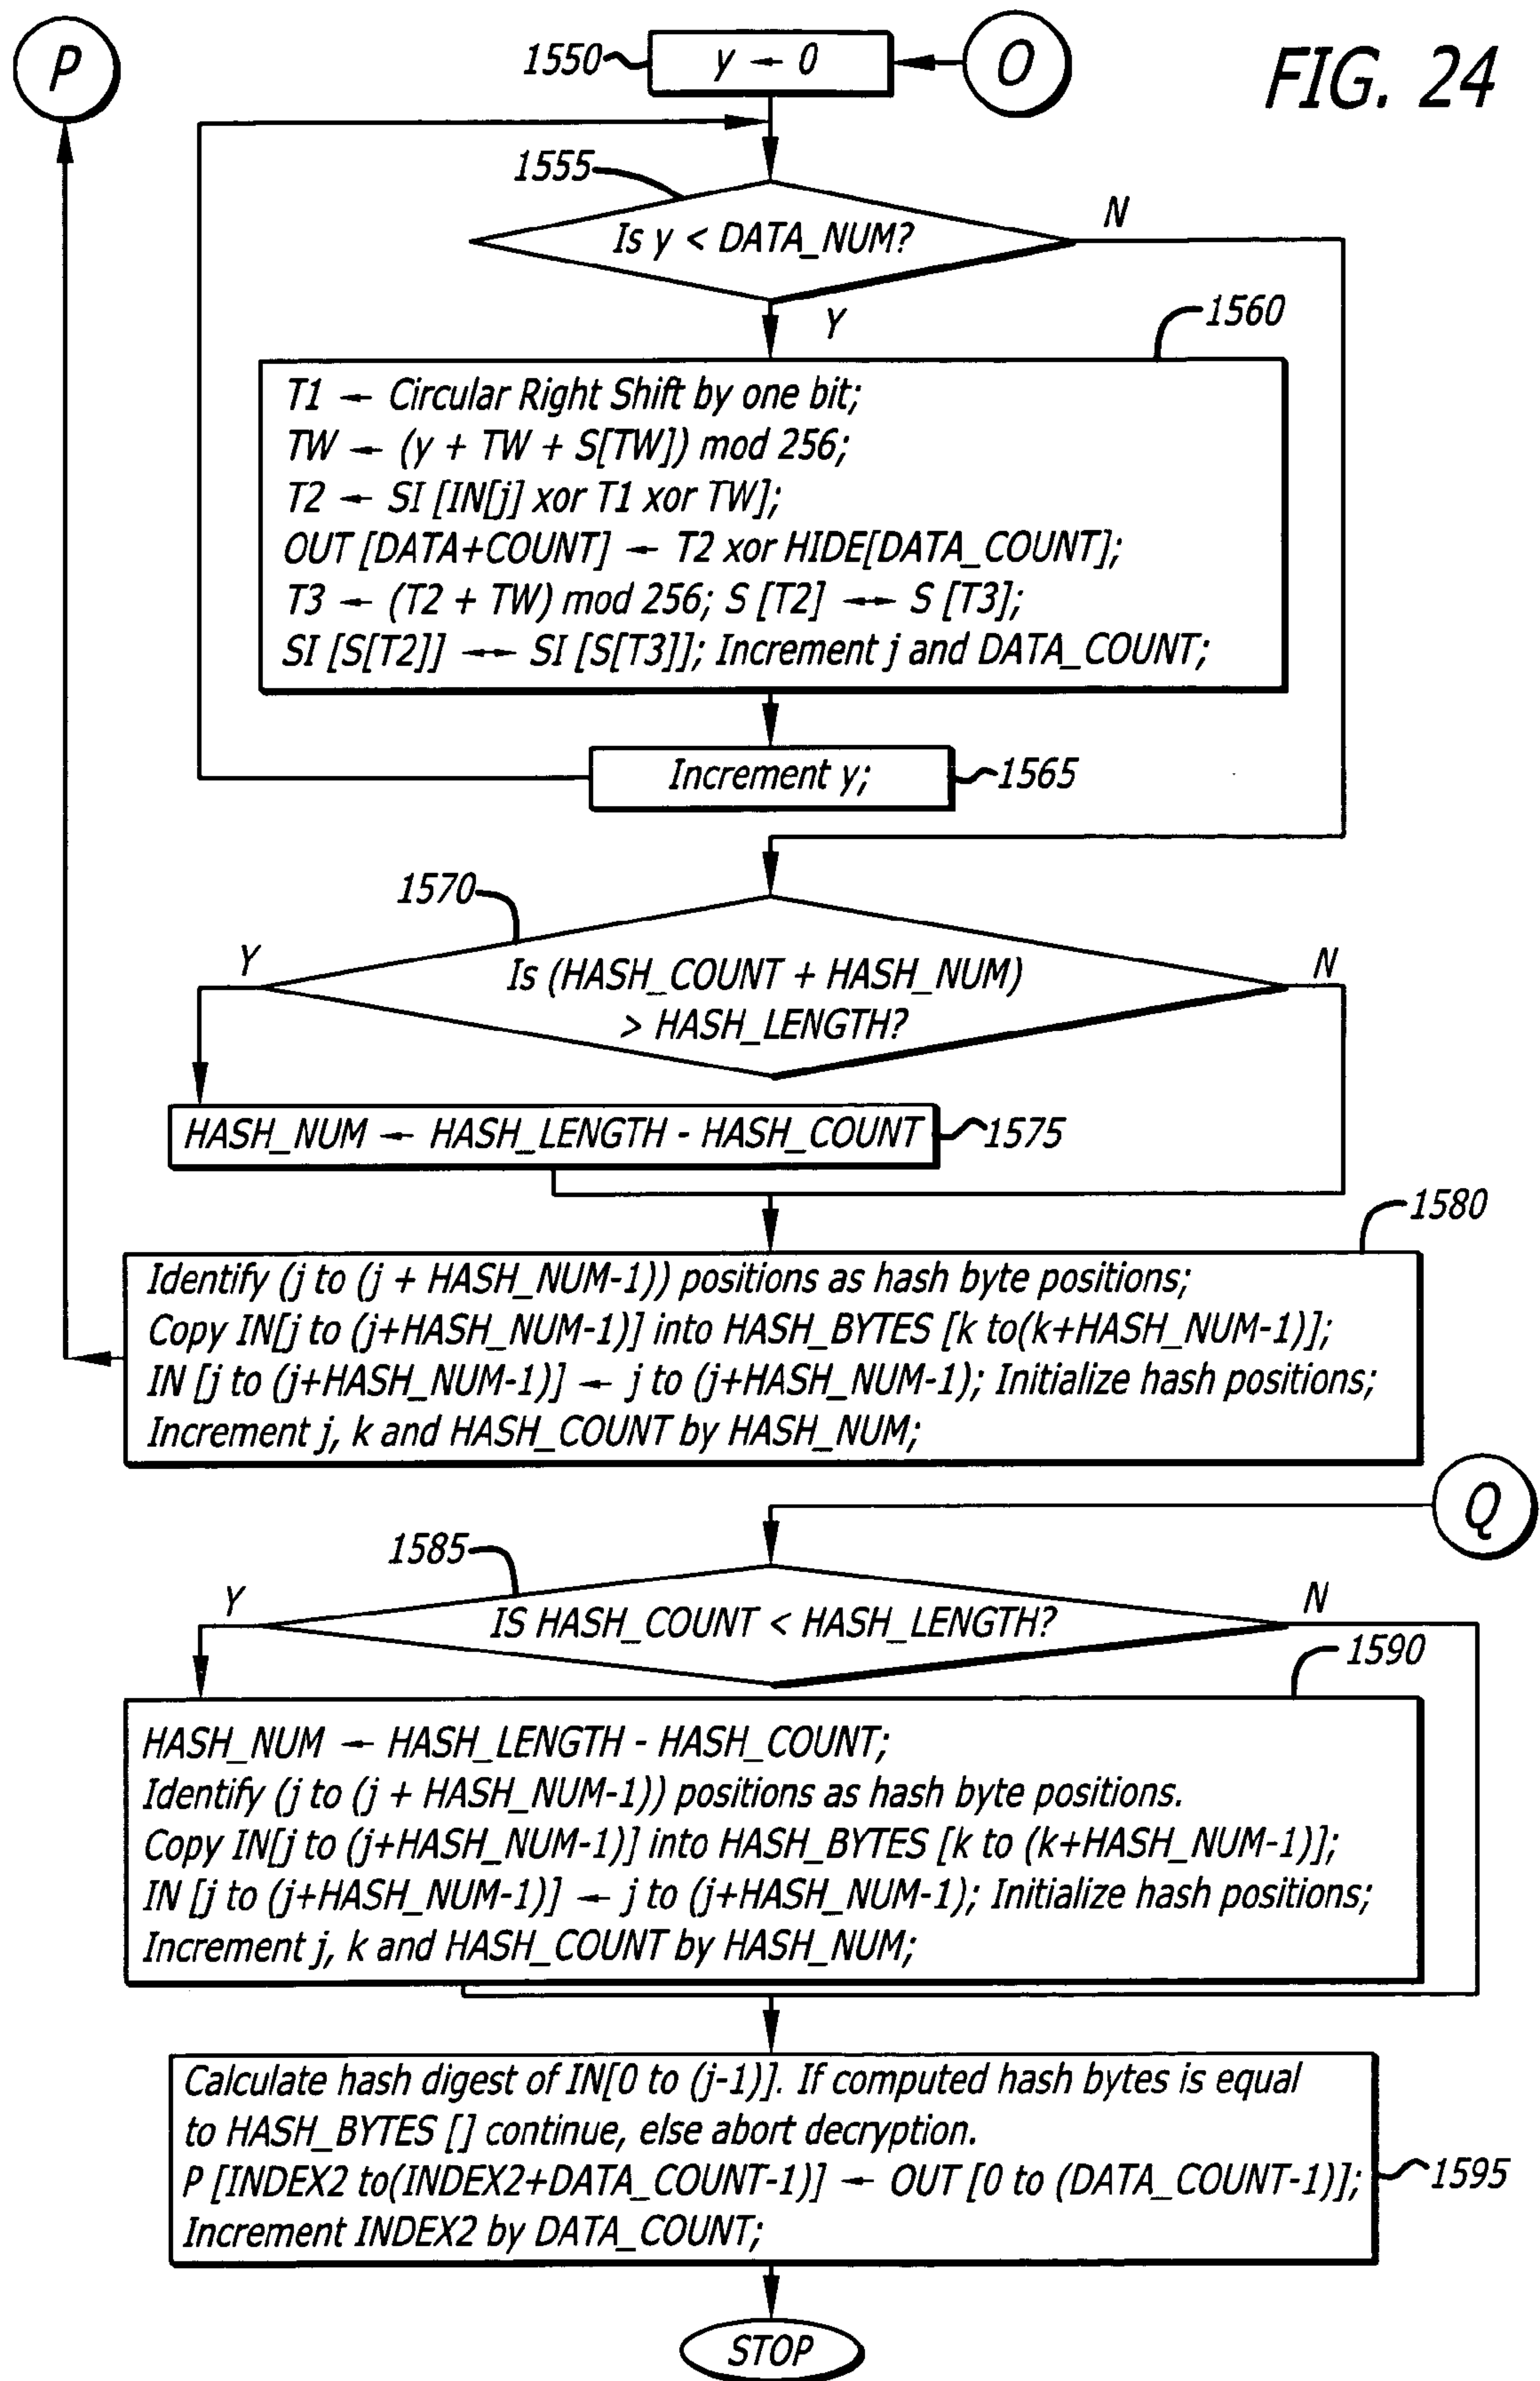 P
1550
y ← 0
O
FIG. 24
1555
Is y < DATA_NUM?
N
Y
1560
T1 ← Circular Right Shift by one bit;
TW ← (y + TW + S[TW]) mod 256;
T2 ← SI [IN[j] xor T1 xor TW];
OUT [DATA+COUNT] ← T2 xor HIDE[DATA_COUNT];
T3 ← (T2 + TW) mod 256; S [T2] ↔ S [T3];
SI [S[T2]] ↔ SI [S[T3]]; Increment j and DATA_COUNT;
Increment y;
1565
1570
Y
Is (HASH_COUNT + HASH_NUM)
> HASH_LENGTH?
N
HASH_NUM ← HASH_LENGTH - HASH_COUNT
1575
1580
Identify (j to (j + HASH_NUM-1)) positions as hash byte positions;
Copy IN[j to (j+HASH_NUM-1)] into HASH_BYTES [k to(k+HASH_NUM-1)];
IN [j to (j+HASH_NUM-1)] ← j to (j+HASH_NUM-1); Initialize hash positions;
Increment j, k and HASH_COUNT by HASH_NUM;
Q
1585
Y
IS HASH_COUNT < HASH_LENGTH?
N
1590
HASH_NUM ← HASH_LENGTH - HASH_COUNT;
Identify (j to (j + HASH_NUM-1)) positions as hash byte positions.
Copy IN[j to (j+HASH_NUM-1)] into HASH_BYTES [k to (k+HASH_NUM-1)];
IN [j to (j+HASH_NUM-1)] ← j to (j+HASH_NUM-1); Initialize hash positions;
Increment j, k and HASH_COUNT by HASH_NUM;
Calculate hash digest of IN[0 to (j-1)]. If computed hash bytes is equal
to HASH_BYTES [] continue, else abort decryption.
P [INDEX2 to(INDEX2+DATA_COUNT-1)] ← OUT [0 to (DATA_COUNT-1)];
Increment INDEX2 by DATA_COUNT;
1595
STOP